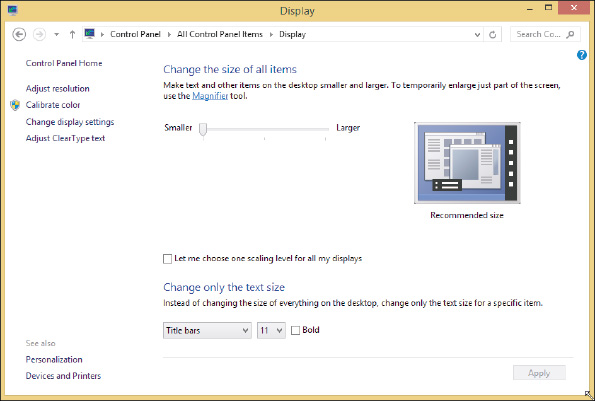 Display
Control Panel All Control Panel Items Display
Search Co...
Control Panel Home
Adjust resolution
Calibrate color
Change display settings
Adjust ClearType text
Change the size of all items
Make text and other items on the desktop smaller and larger. To temporarily enlarge just part of the screen,
use the Magnifier tool.
Smaller Larger
Recommended size
Let me choose one scaling level for all my displays
Change only the text size
Instead of changing the size of everything on the desktop, change only the text size for a specific item.
Title bars 11 Bold
See also
Personalization
Devices and Printers
Apply